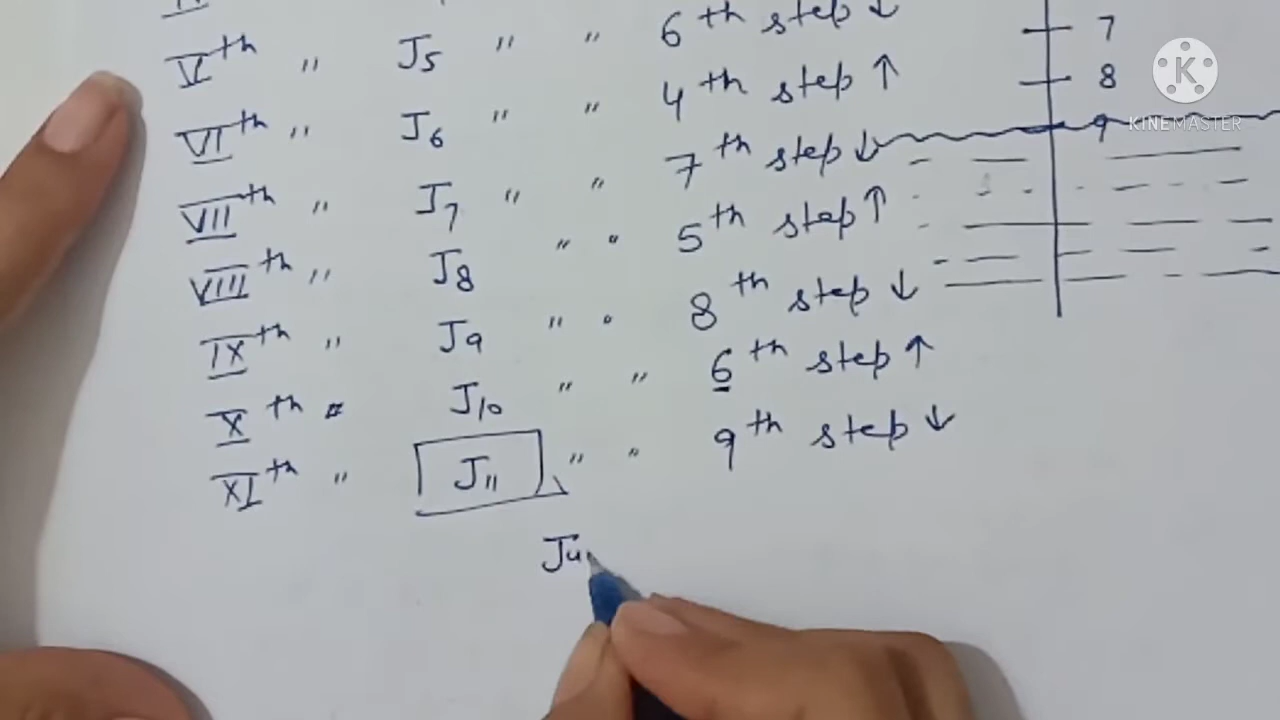 Vth " J5 " " 6th step ↓
VIth " J6 " " 4th step ↑
VIIth " J7 " " 7th step ↓
VIIIth " J8 " " 5th step ↑
IXth " J9 " " 8th step ↓
Xth " J10 " " 6th step ↑
XIth " J11 " " 9th step ↓
Ju
7
8
9
KINEMASTER